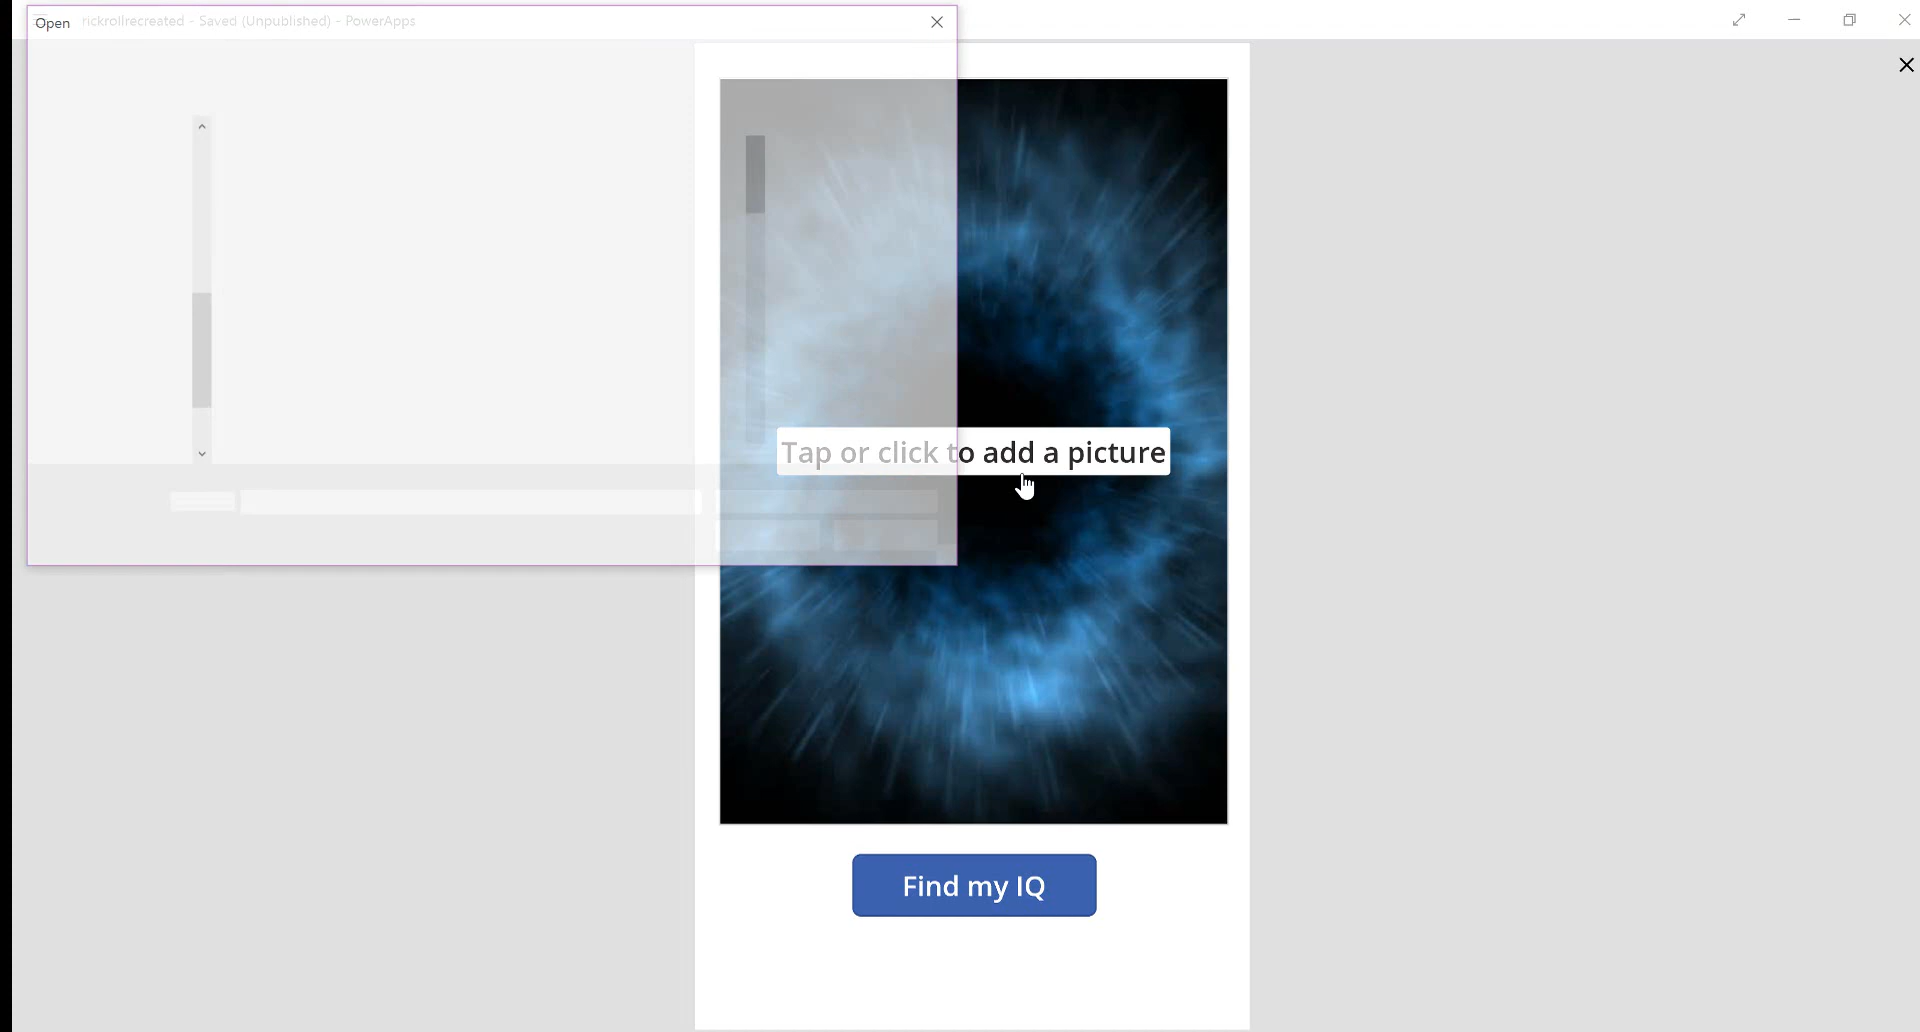 Open
rickrollrecreated - Saved (Unpublished) - PowerApps
Tap or click to add a picture
Find my IQ